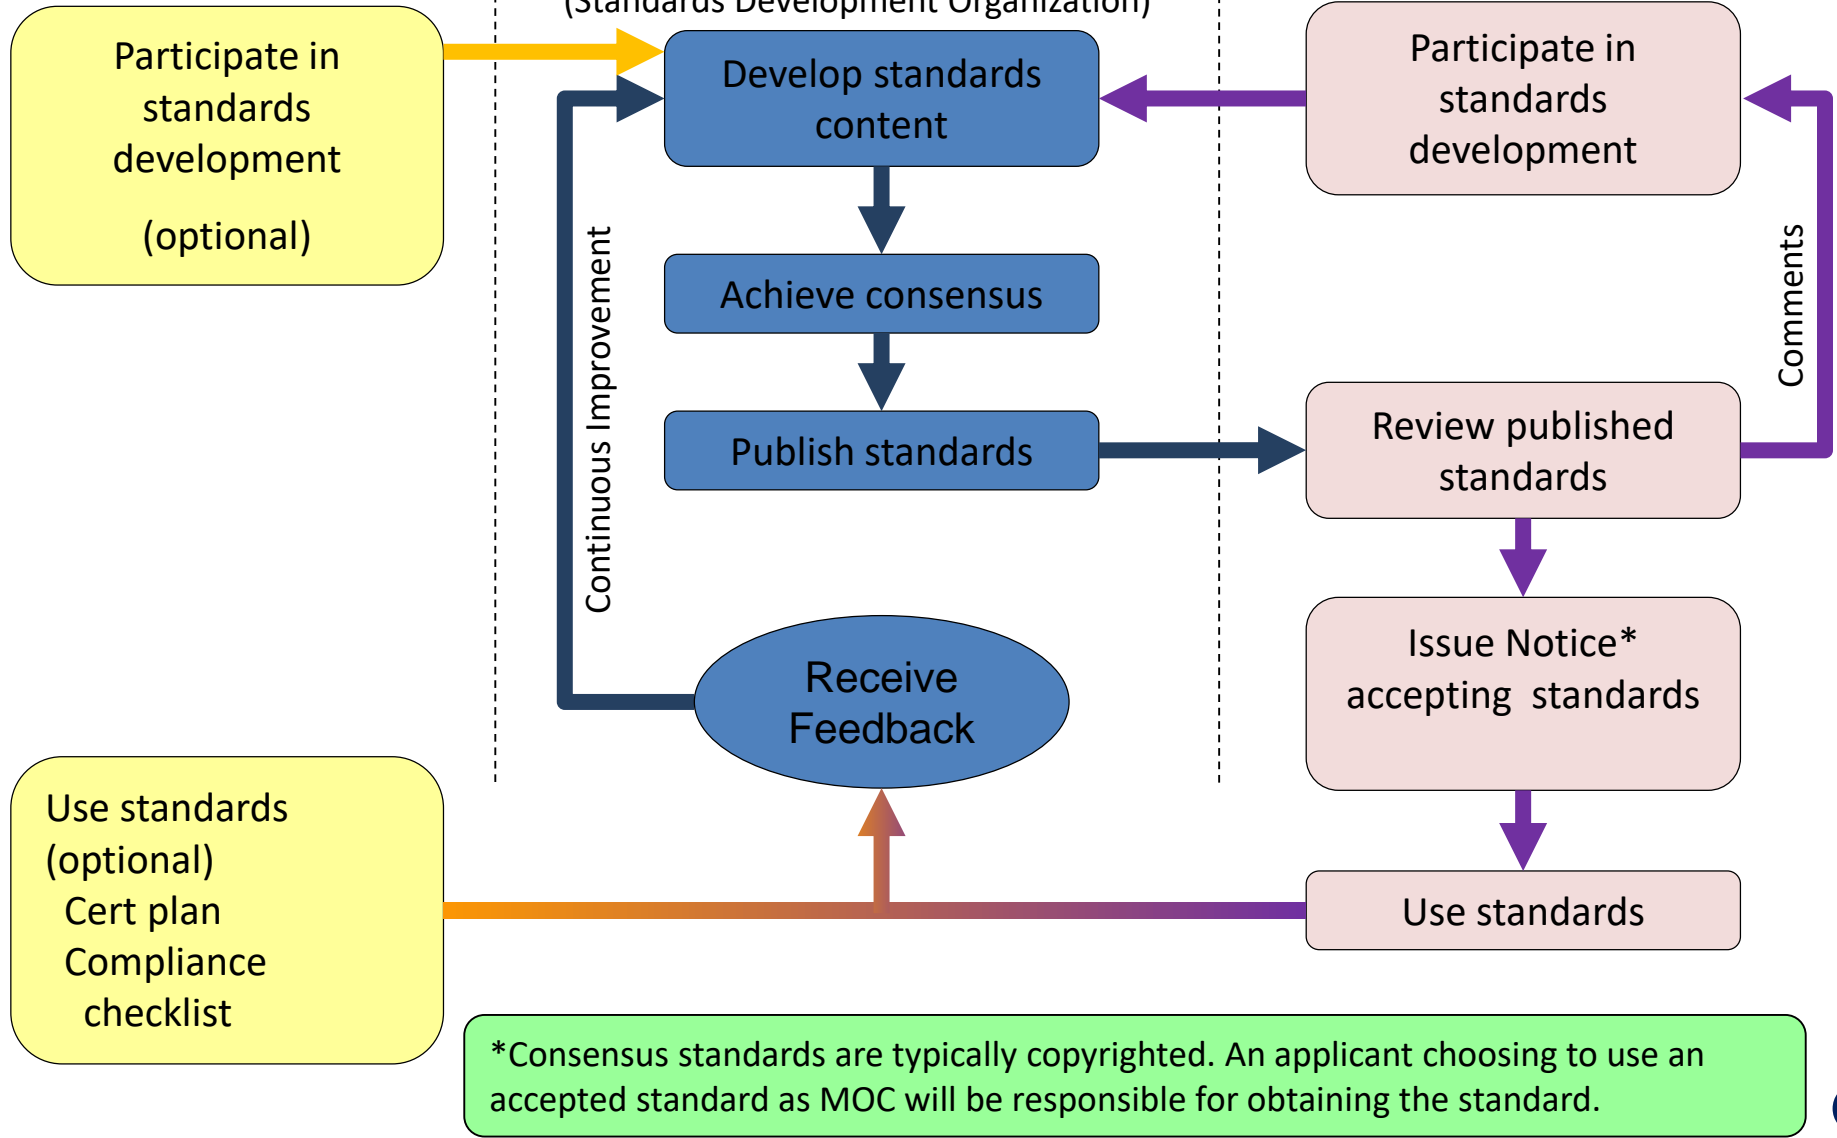 (Standards Development Organization)
Participate in
standards
development
(optional)
Develop standards
content
Participate in
standards
development
Continuous Improvement
Achieve consensus
Comments
Publish standards
Review published
standards
Receive
Feedback
Issue Notice*
accepting standards
Use standards
(optional)
Cert plan
Compliance
checklist
Use standards
*Consensus standards are typically copyrighted. An applicant choosing to use an
accepted standard as MOC will be responsible for obtaining the standard.